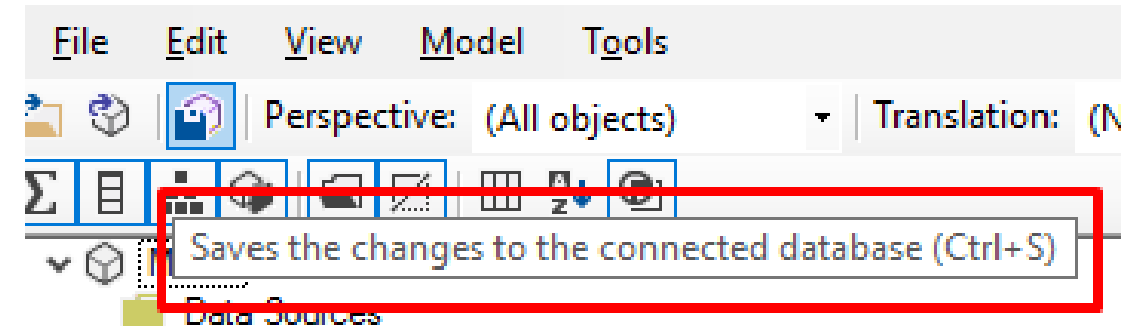 File Edit View Model Tools
Perspective: (All objects) Translation:
Saves the changes to the connected database (Ctrl+S)
Data Sources